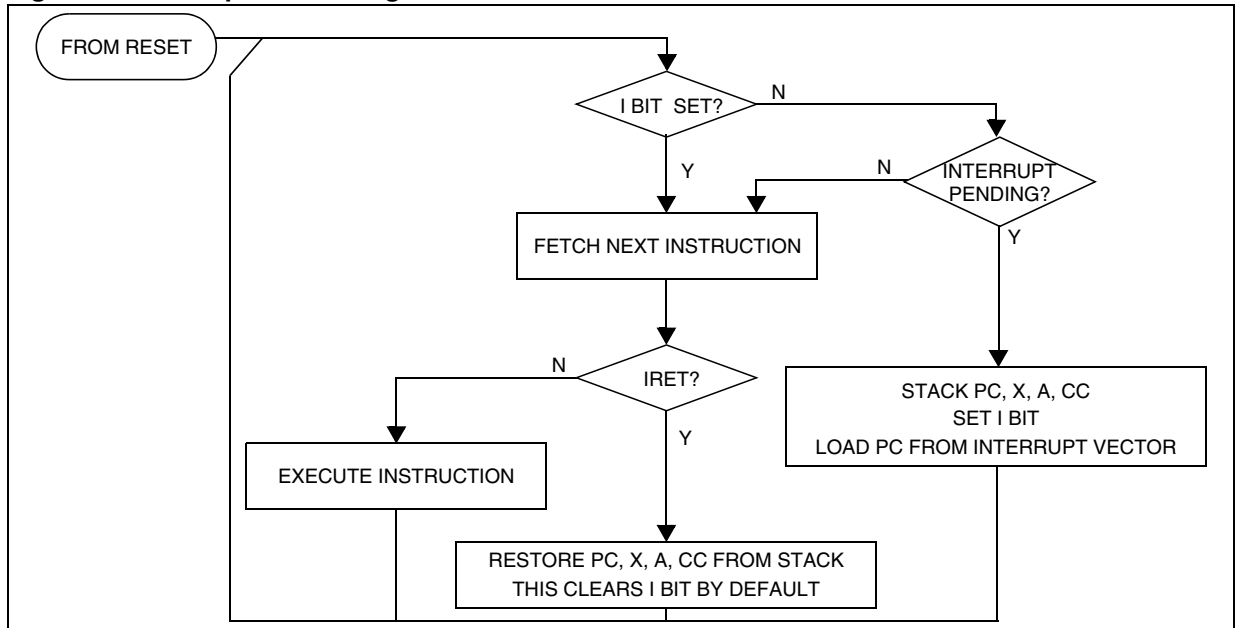 FROM RESET
I BIT SET?
N
Y
INTERRUPT
PENDING?
N
Y
FETCH NEXT INSTRUCTION
IRET?
N
Y
STACK PC, X, A, CC
SET I BIT
LOAD PC FROM INTERRUPT VECTOR
EXECUTE INSTRUCTION
RESTORE PC, X, A, CC FROM STACK
THIS CLEARS I BIT BY DEFAULT